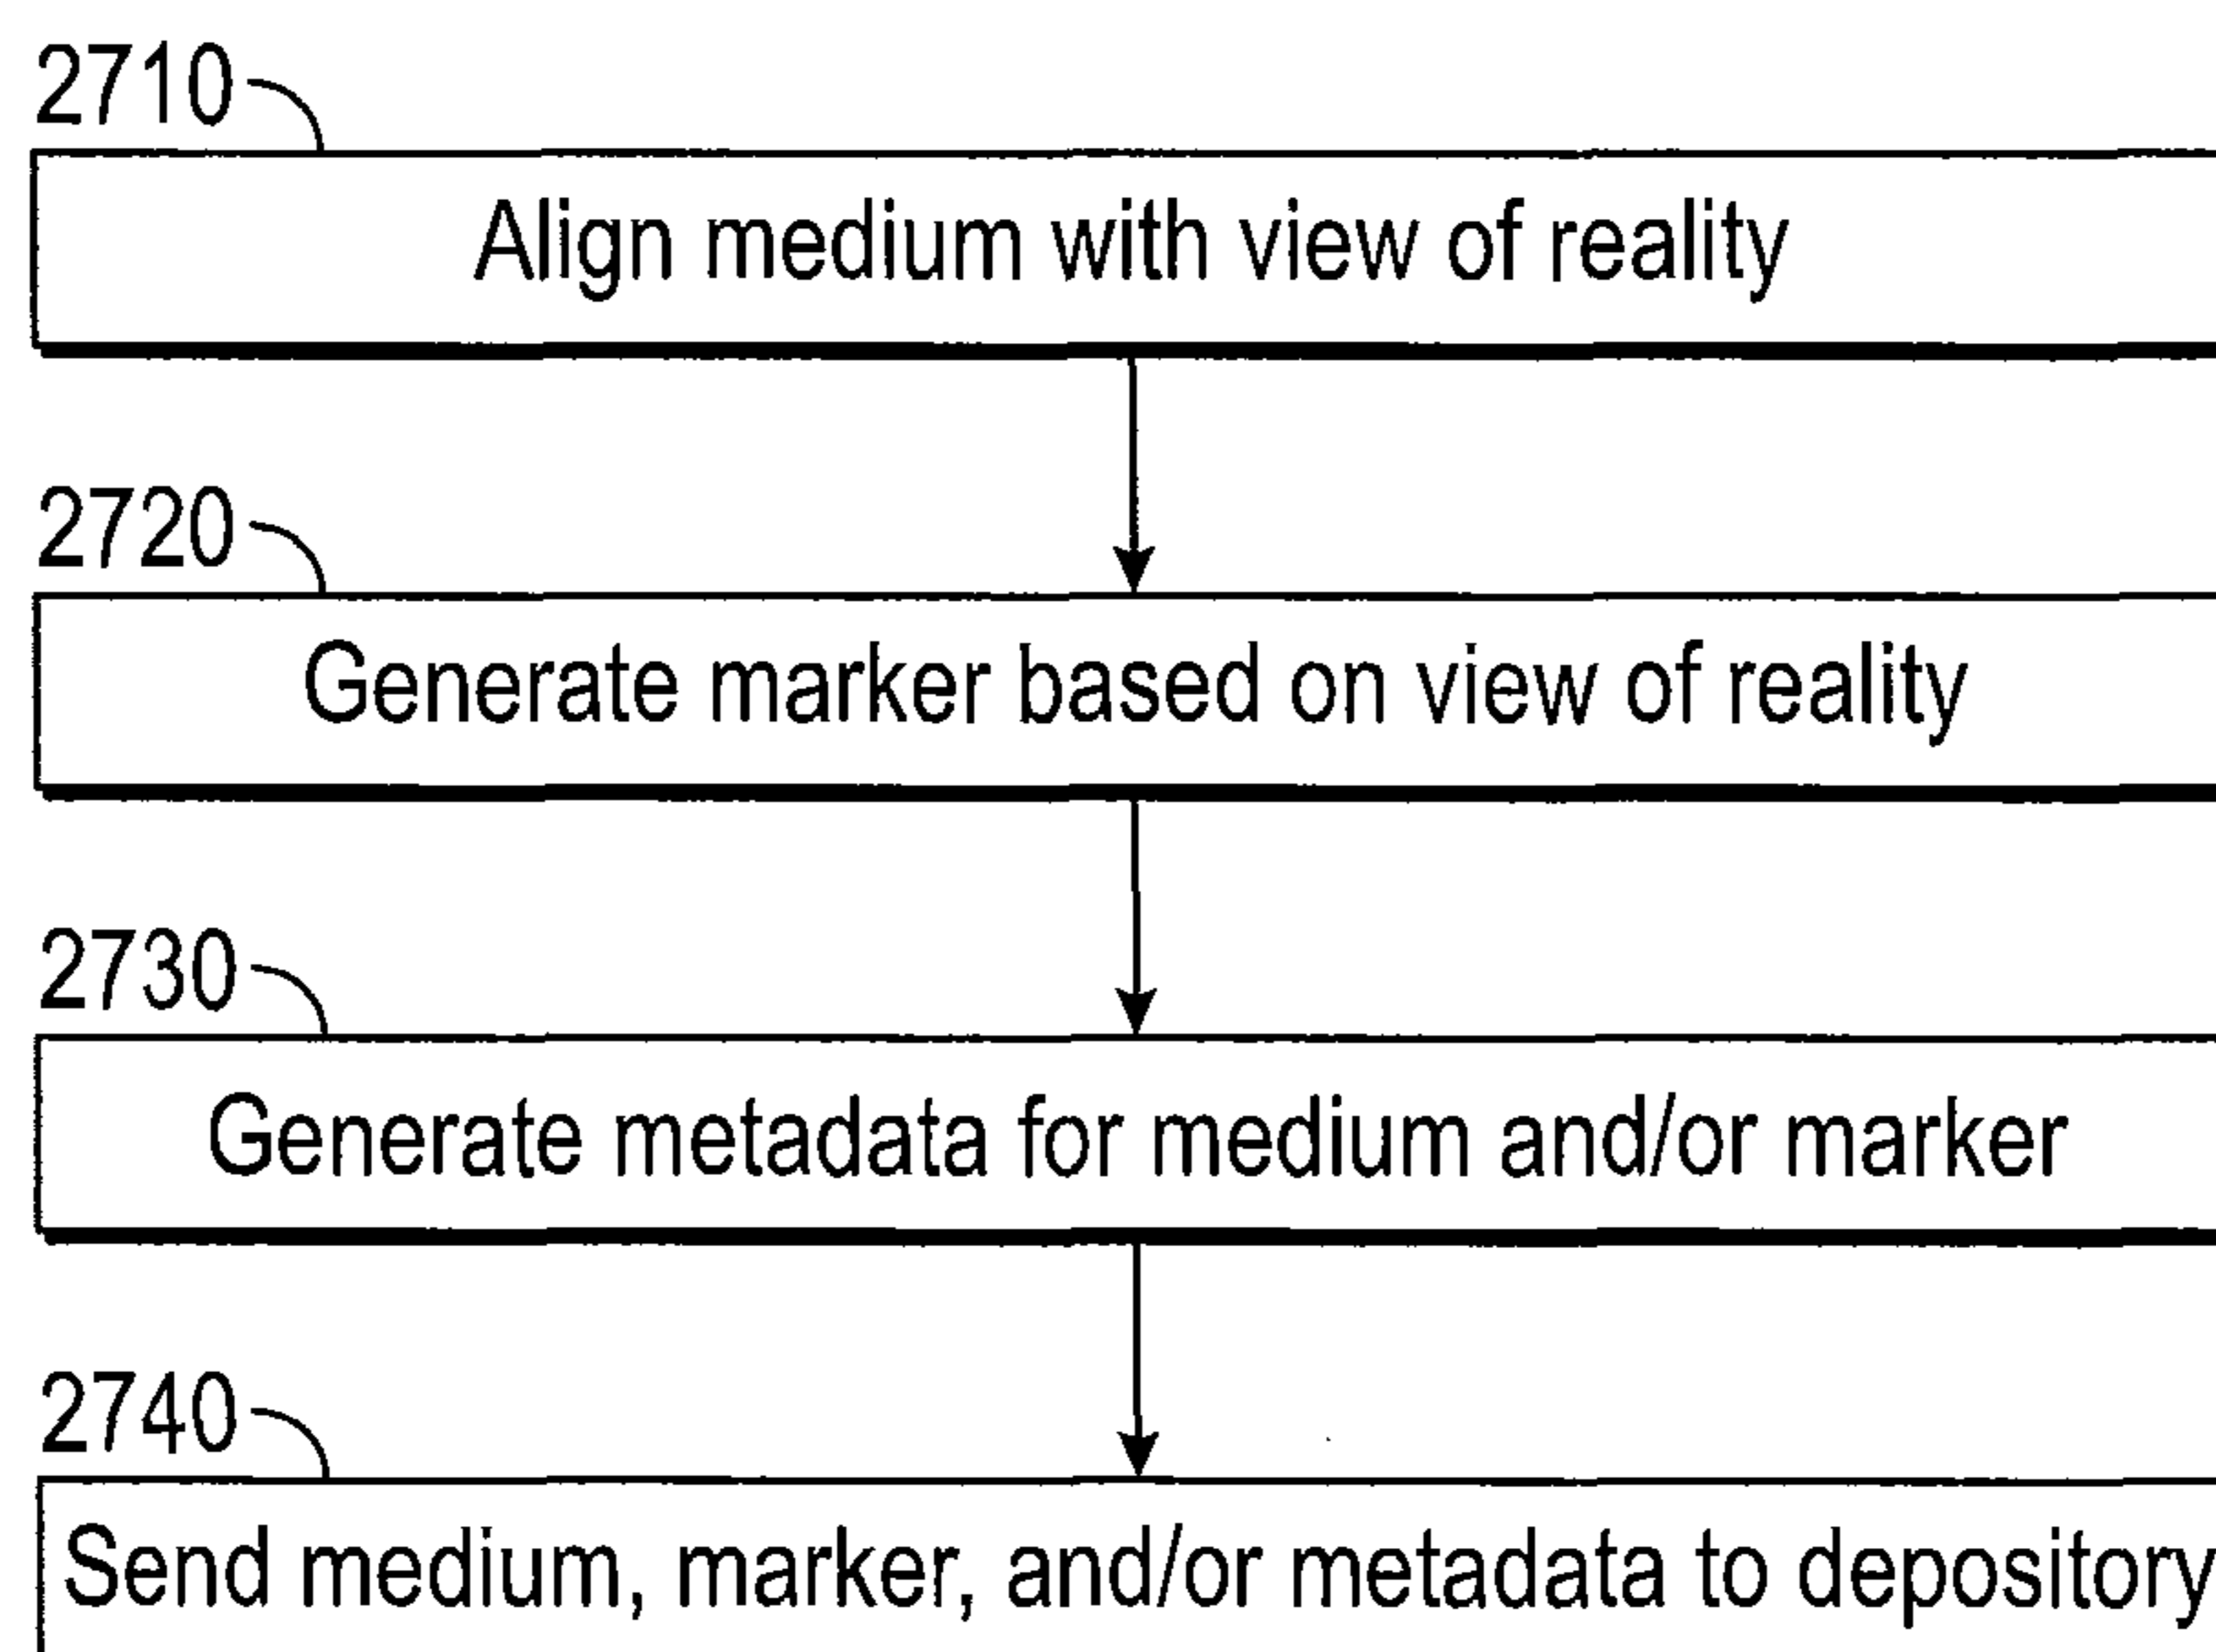 2710
Align medium with view of reality
2720
Generate marker based on view of reality
2730
Generate metadata for medium and/or marker
2740
Send medium, marker, and/or metadata to depository